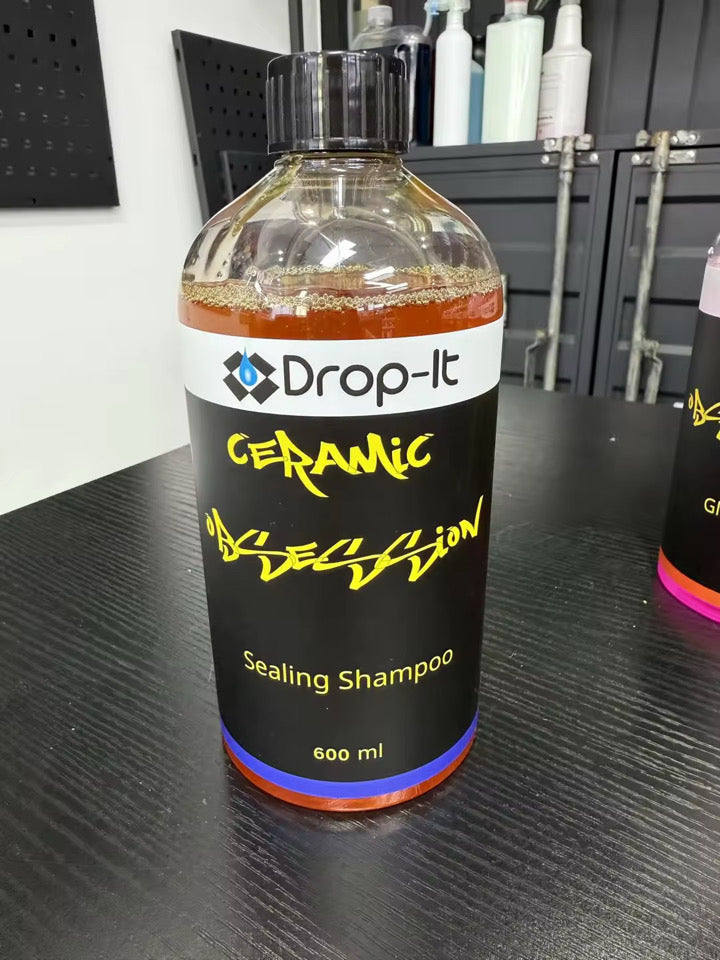 Drop-It
CERAMiC
OBSESSiON
Sealing Shampoo
600 ml